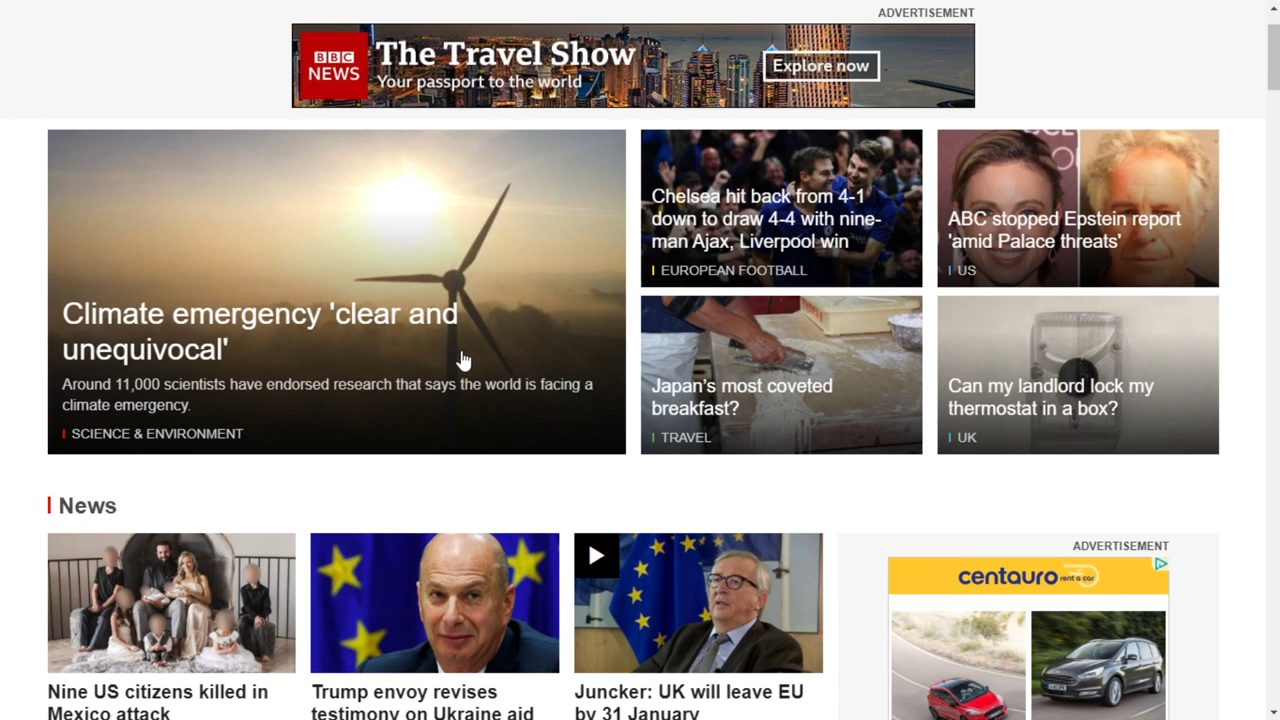 ADVERTISEMENT
BBC
NEWS
The Travel Show
Your passport to the world
Explore now
Climate emergency 'clear and
unequivocal'
Around 11,000 scientists have endorsed research that says the world is facing a
climate emergency.
SCIENCE & ENVIRONMENT
Chelsea hit back from 4-1
down to draw 4-4 with nine-
man Ajax, Liverpool win
EUROPEAN FOOTBALL
ABC stopped Epstein report
'amid Palace threats'
US
Japan's most coveted
breakfast?
TRAVEL
Can my landlord lock my
thermostat in a box?
UK
News
Nine US citizens killed in
Mexico attack
Trump envoy revises
testimony on Ukraine aid
Juncker: UK will leave EU
by 31 January
ADVERTISEMENT
centauro rent a car